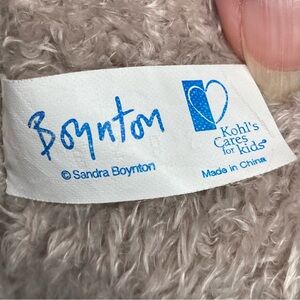 Boynton
© Sandra Boynton
Kohl's
Cares
for kids®
Made in China